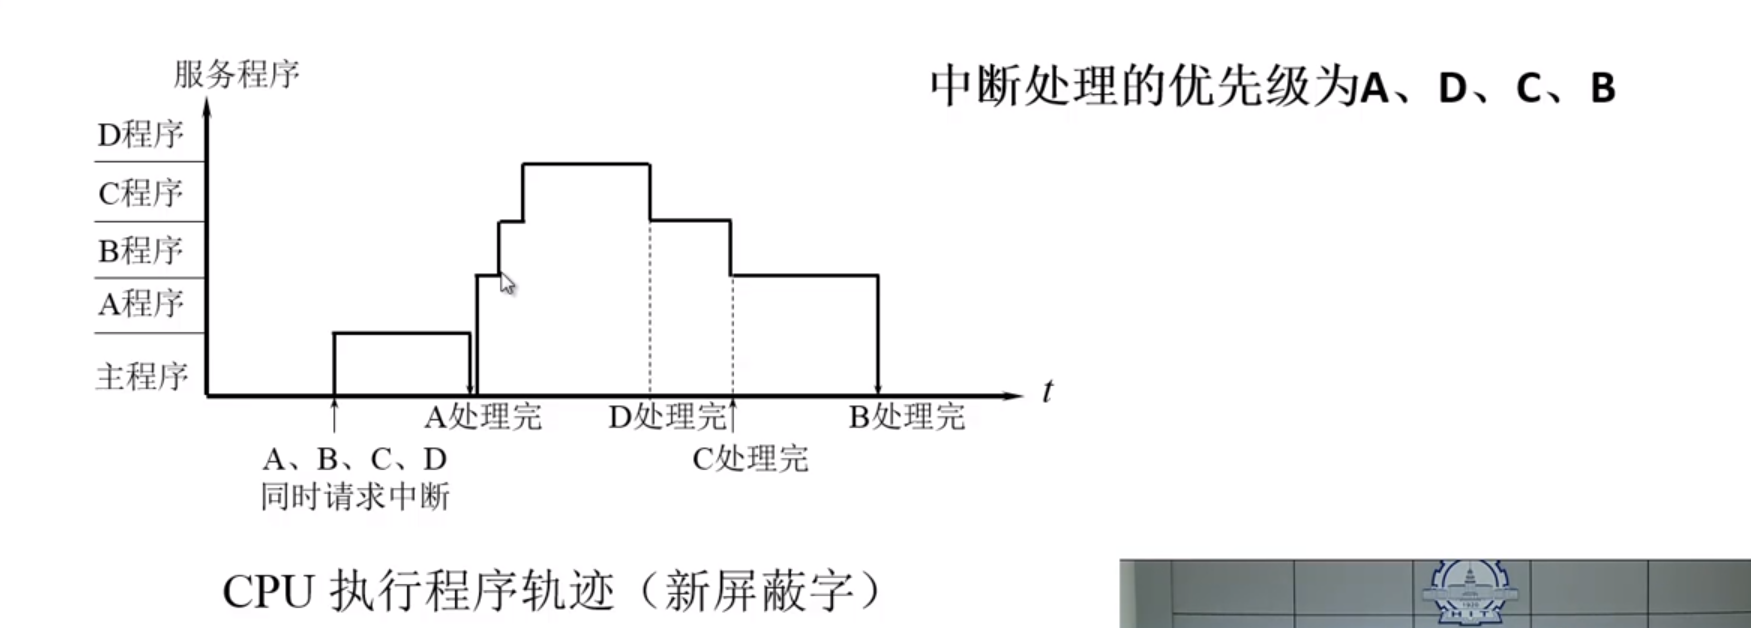 服务程序
中断处理的优先级为A、D、C、B
D程序
C程序
B程序
A程序
主程序
t
A处理完
D处理完
B处理完
A、B、C、D
C处理完
同时请求中断
CPU 执行程序轨迹（新屏蔽字）
1920
HIT